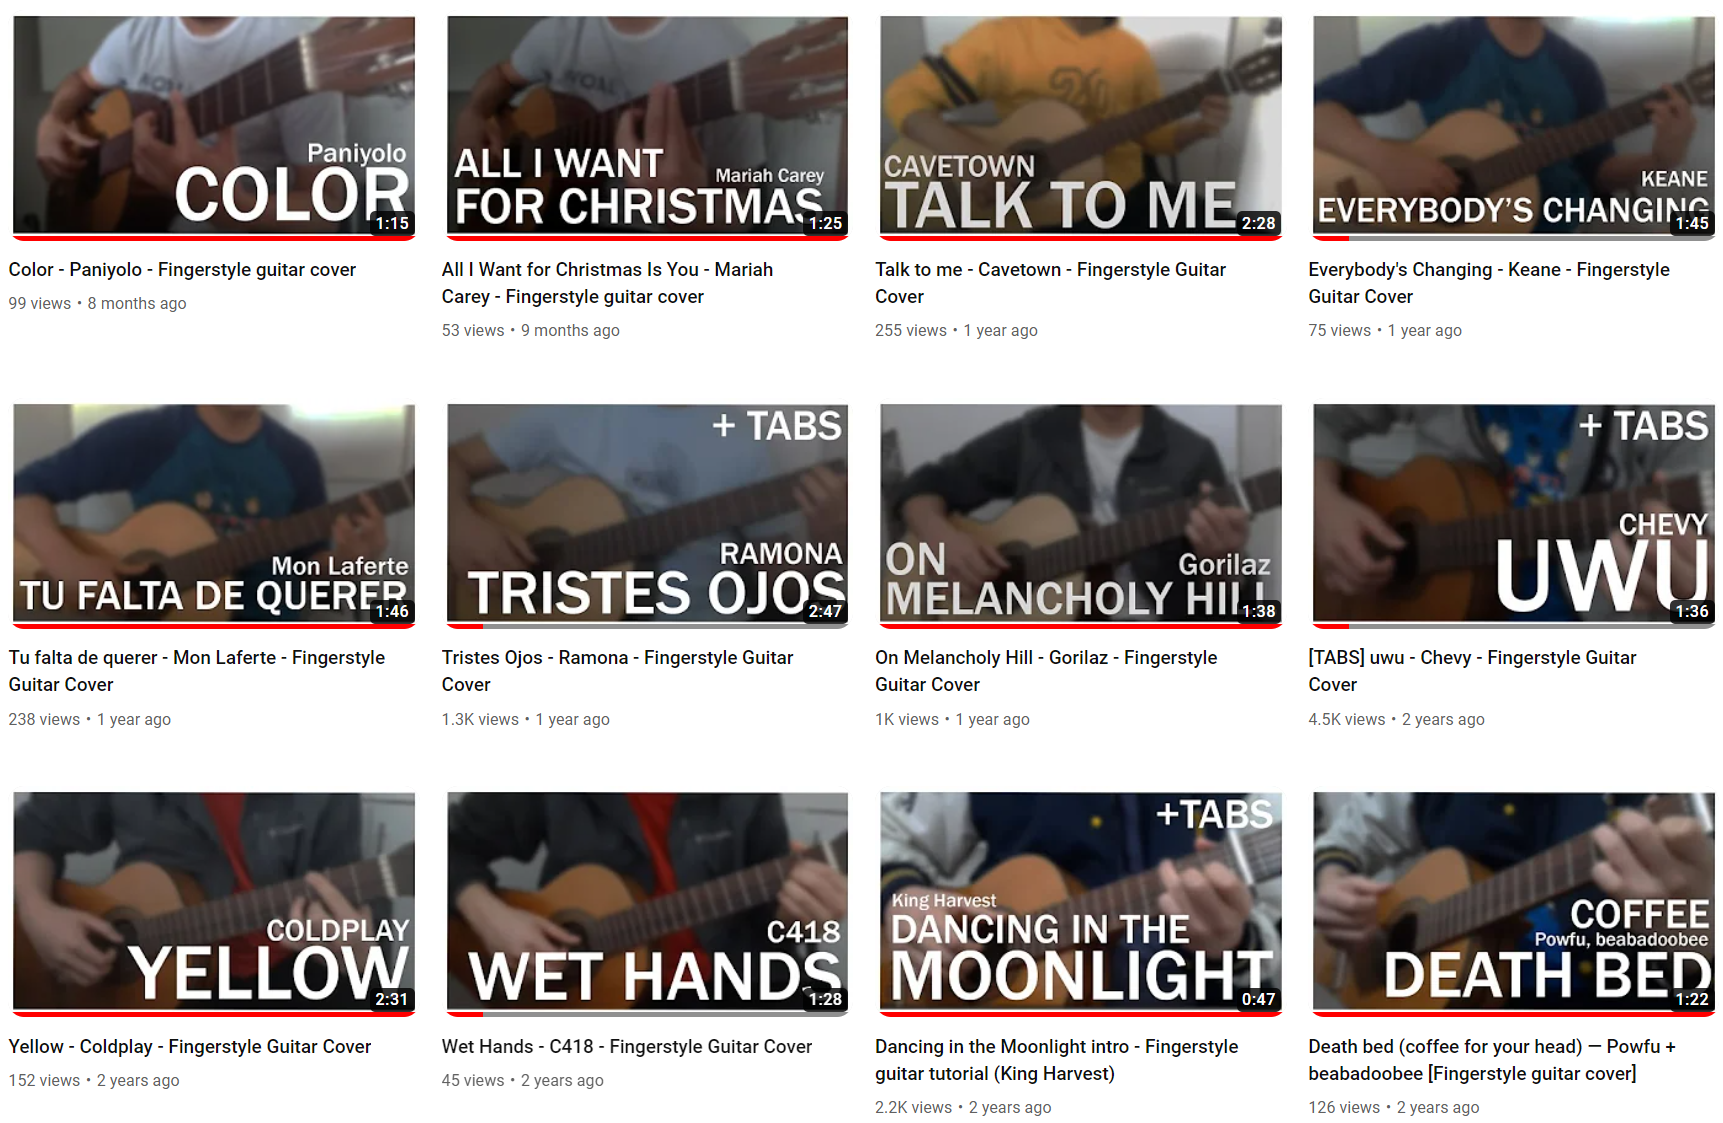 Paniyolo
COLOR
1:15
ALL I WANT
Mariah Carey
FOR CHRISTMAS
1:25
CAVETOWN
TALK TO ME
2:28
KEANE
EVERYBODY'S CHANGING
1:45
Color - Paniyolo - Fingerstyle guitar cover
99 views • 8 months ago
All I Want for Christmas Is You - Mariah
Carey - Fingerstyle guitar cover
53 views • 9 months ago
Talk to me - Cavetown - Fingerstyle Guitar
Cover
255 views • 1 year ago
Everybody's Changing - Keane - Fingerstyle
Guitar Cover
75 views • 1 year ago
Mon Laferte
TU FALTA DE QUERER
1:46
+ TABS
RAMONA
TRISTES OJOS
2:47
ON
Gorilaz
MELANCHOLY HILL
1:38
+ TABS
CHEVY
UWU
1:36
Tu falta de querer - Mon Laferte - Fingerstyle
Guitar Cover
238 views • 1 year ago
Tristes Ojos - Ramona - Fingerstyle Guitar
Cover
1.3K views • 1 year ago
On Melancholy Hill - Gorilaz - Fingerstyle
Guitar Cover
1K views • 1 year ago
[TABS] uwu - Chevy - Fingerstyle Guitar
Cover
4.5K views • 2 years ago
COLDPLAY
YELLOW
2:31
C418
WET HANDS
1:28
+TABS
King Harvest
DANCING IN THE
MOONLIGHT
0:47
COFFEE
Powfu, beabadoobee
DEATH BED
1:22
Yellow - Coldplay - Fingerstyle Guitar Cover
152 views • 2 years ago
Wet Hands - C418 - Fingerstyle Guitar Cover
45 views • 2 years ago
Dancing in the Moonlight intro - Fingerstyle
guitar tutorial (King Harvest)
2.2K views • 2 years ago
Death bed (coffee for your head) — Powfu +
beabadoobee [Fingerstyle guitar cover]
126 views • 2 years ago